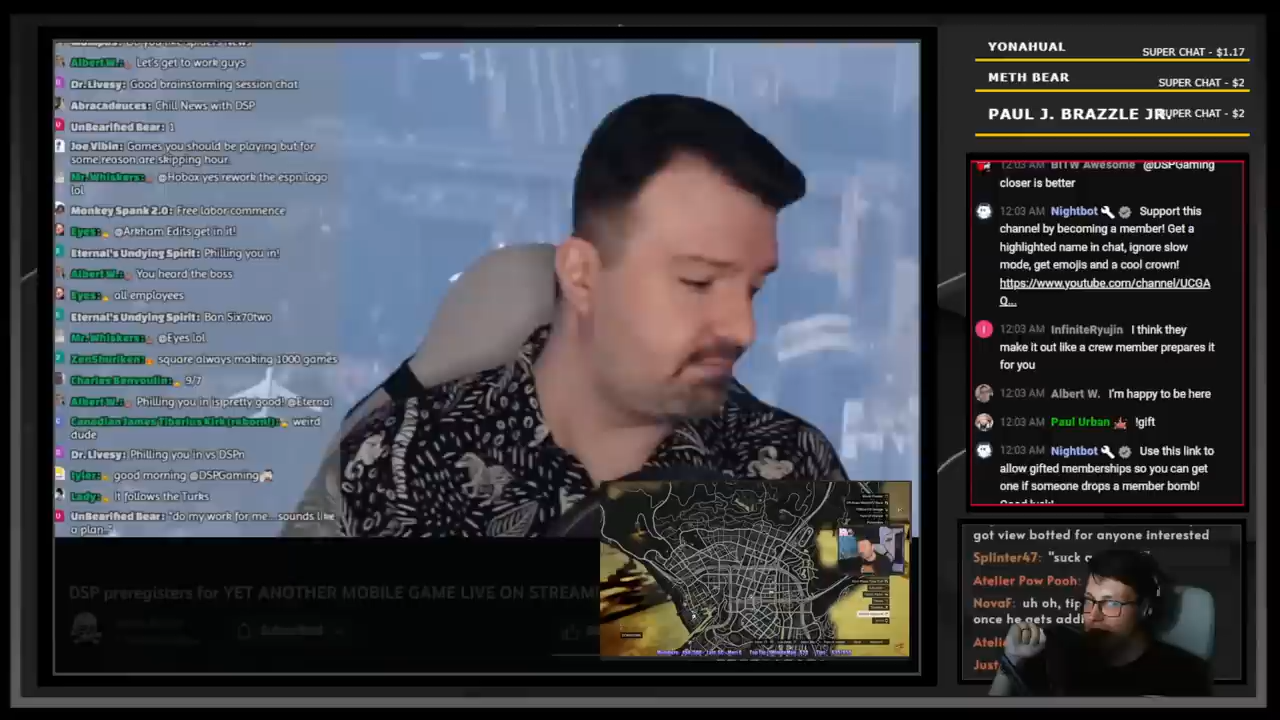 Albert W.: Let's get to work guys
Dr. Livesy: Good brainstorming session chat
Abracadeuces: Chill News with DSP
UnBearified Bear: 1
Joe Vibin: Games you should be playing but for
some reason are skipping hour.
Mr. Whiskers: @Hobox yes rework the espn logo
lol
Monkey Spank 2.0: Free labor commence
Eyes: @Arkham Edits get in it!
Eternal's Undying Spirit: Philling you in!
Albert W.: You heard the boss
Eyes: all employees
Eternal's Undying Spirit: Ban Six70two
Mr. Whiskers: @Eyes lol
ZenShuriken: square always making 1000 games
Charles Benvoulin: 9/7
Albert W.: Philling you in is pretty good! @Eternal
Canadian James Tiberius Kirk (reborn!): weird
dude
Dr. Livesy: Philling you in vs DSPn
tyler: good morning @DSPGaming
Lady: It follows the Turks
UnBearified Bear: "do my work for me...sounds like
a plan.."
DSP preregisters for YET ANOTHER MOBILE GAME LIVE ON STREAM!
Subscribed
YONAHUAL
SUPER CHAT - $1.17
METH BEAR
SUPER CHAT - $2
PAUL J. BRAZZLE JR.
SUPER CHAT - $2
12:03 AM BITW Awesome @DSPGaming
closer is better
12:03 AM Nightbot Support this
channel by becoming a member! Get a
highlighted name in chat, ignore slow
mode, get emojis and a cool crown!
https://www.youtube.com/channel/UCGA
Q...
12:03 AM InfiniteRyujin I think they
make it out like a crew member prepares it
for you
12:03 AM Albert W. I'm happy to be here
12:03 AM Paul Urban !gift
12:03 AM Nightbot Use this link to
allow gifted memberships so you can get
one if someone drops a member bomb!
Good luck!
got view botted for anyone interested
Splinter47: "suck
Atelier Pow Pooh:
NovaF: uh oh, tip
once he gets addi
Atelie
Just